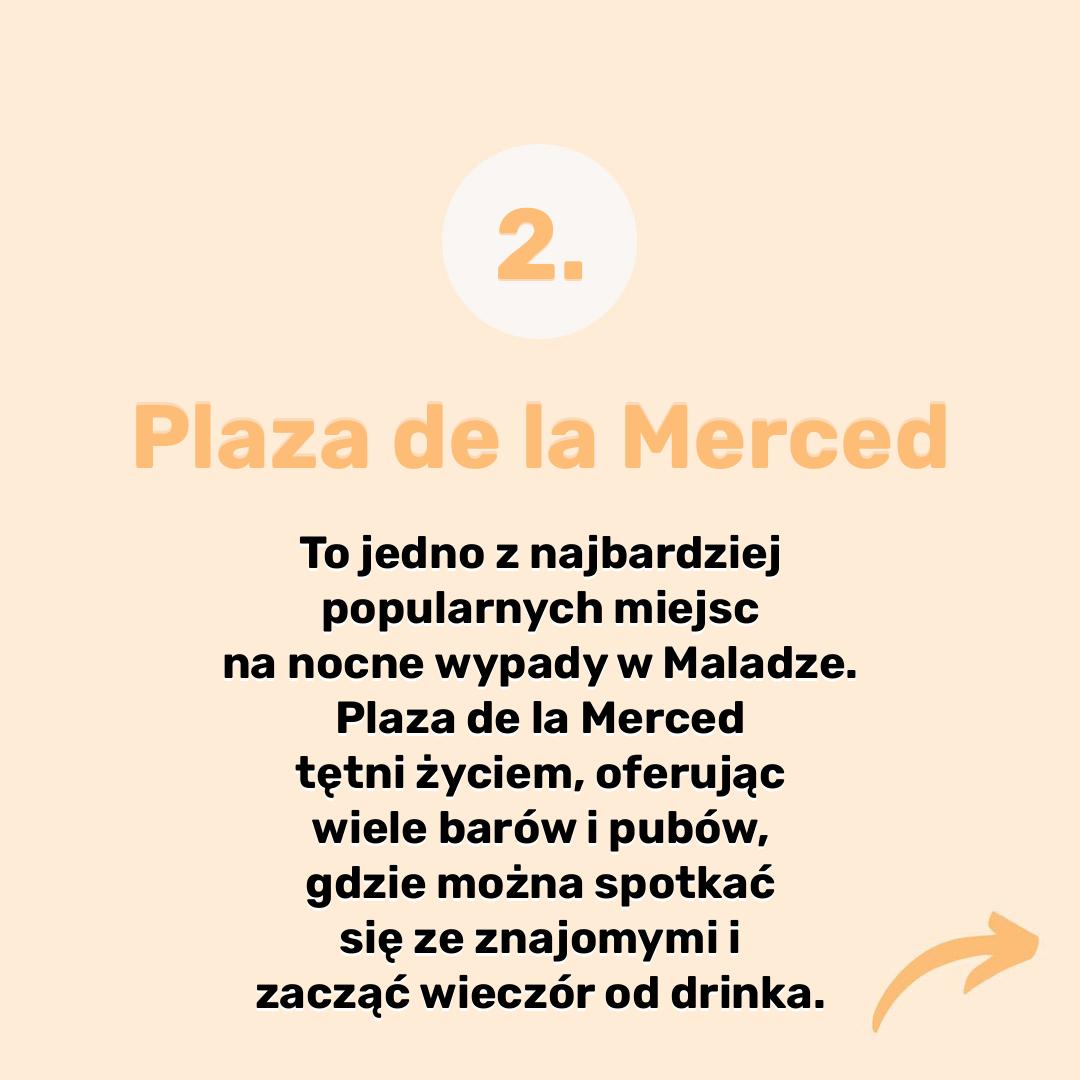 2.
Plaza de la Merced
To jedno z najbardziej
popularnych miejsc
na nocne wypady w Maladze.
Plaza de la Merced
tętni życiem, oferując
wiele barów i pubów,
gdzie można spotkać
się ze znajomymi i
zacząć wieczór od drinka.